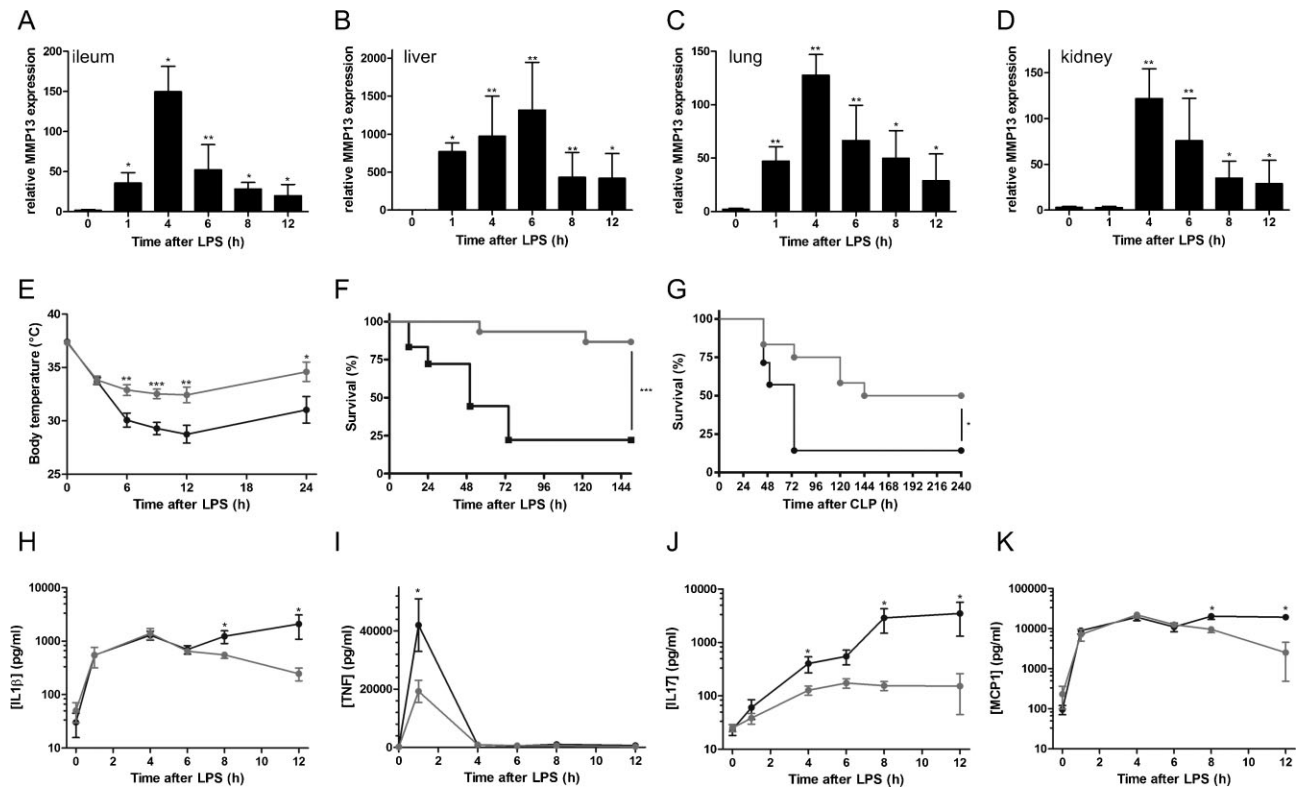 A
B
C
D
ileum
liver
lung
kidney
relative MMP13 expression
200
150
100
50
0
* * ** * *
0 1 4 6 8 12
Time after LPS (h)
relative MMP13 expression
2000
1500
1000
500
0
* ** ** ** *
0 1 4 6 8 12
Time after LPS (h)
relative MMP13 expression
150
100
50
0
** ** ** * *
0 1 4 6 8 12
Time after LPS (h)
relative MMP13 expression
150
100
50
0
** ** * *
0 1 4 6 8 12
Time after LPS (h)
E
F
G
Body temperature (°C)
40
35
30
25
** *** ** *
0 6 12 18 24
Time after LPS (h)
Survival (%)
100
75
50
25
0
***
0 24 48 72 96 120 144
Time after LPS (h)
Survival (%)
100
75
50
25
0
*
0 24 48 72 96 120 144 168 192 216 240
Time after CLP (h)
H
I
J
K
[IL1β] (pg/ml)
10000
1000
100
10
* *
0 2 4 6 8 10 12
Time after LPS (h)
[TNF] (pg/ml)
40000
20000
0
*
0 2 4 6 8 10 12
Time after LPS (h)
[IL17] (pg/ml)
10000
1000
100
10
* * *
0 2 4 6 8 10 12
Time after LPS (h)
[MCP1] (pg/ml)
100000
10000
1000
100
10
* *
0 2 4 6 8 10 12
Time after LPS (h)